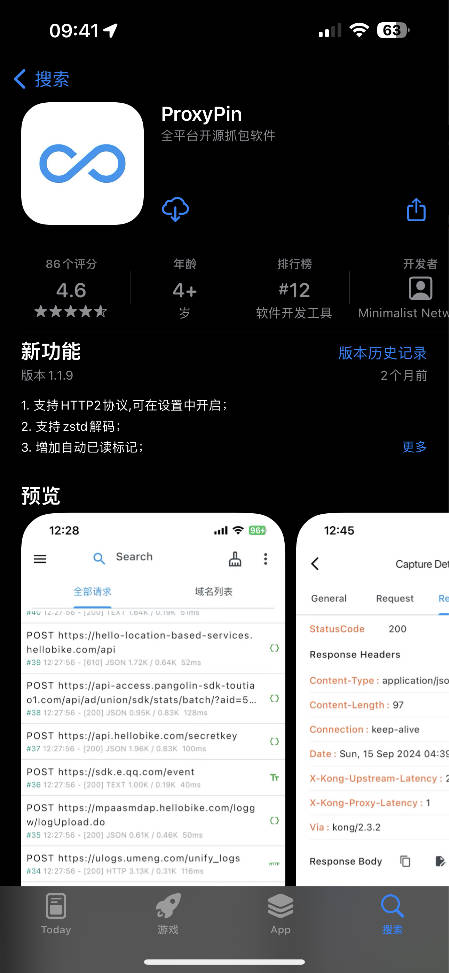 09:41
63
搜索
ProxyPin
全平台开源抓包软件
86个评分
年龄
排行榜
开发者
4.6
4+
#12
岁
软件开发工具
Minimalist Netw
新功能
版本历史记录
版本 1.1.9
2个月前
1. 支持HTTP2协议,可在设置中开启；
2. 支持zstd解码；
3. 增加自动已读标记；
更多
预览
12:28
96+
Search
全部请求
域名列表
#40 12:27:56 - [200] TEXT 1.64K / 0.19K 51ms
POST https://hello-location-based-services.
hellobike.com/api
#39 12:27:56 - [610] JSON 1.72K / 0.64K 52ms
POST https://api-access.pangolin-sdk-toutia
o1.com/api/ad/union/sdk/stats/batch/?aid=5...
#38 12:27:56 - [200] JSON 0.95K / 0.83K 128ms
POST https://api.hellobike.com/secretkey
#37 12:27:56 - [200] JSON 1.96K / 0.83K 100ms
POST https://sdk.e.qq.com/event
#36 12:27:56 - [200] TEXT 1.00K / 0.19K 40ms
POST https://mpaasmdap.hellobike.com/logg
w/logUpload.do
#35 12:27:56 - [200] JSON 0.61K / 0.46K 50ms
POST https://ulogs.umeng.com/unify_logs
#34 12:27:56 - [200] HTTP 3.13K / 0.31K 116ms
HTTP
12:45
Capture Det
General
Request
Re
StatusCode 200
Response Headers
Content-Type : application/jso
Content-Length : 97
Connection : keep-alive
Date : Sun, 15 Sep 2024 04:39
X-Kong-Upstream-Latency : 2
X-Kong-Proxy-Latency : 1
Via : kong/2.3.2
Response Body
Today
游戏
App
搜索